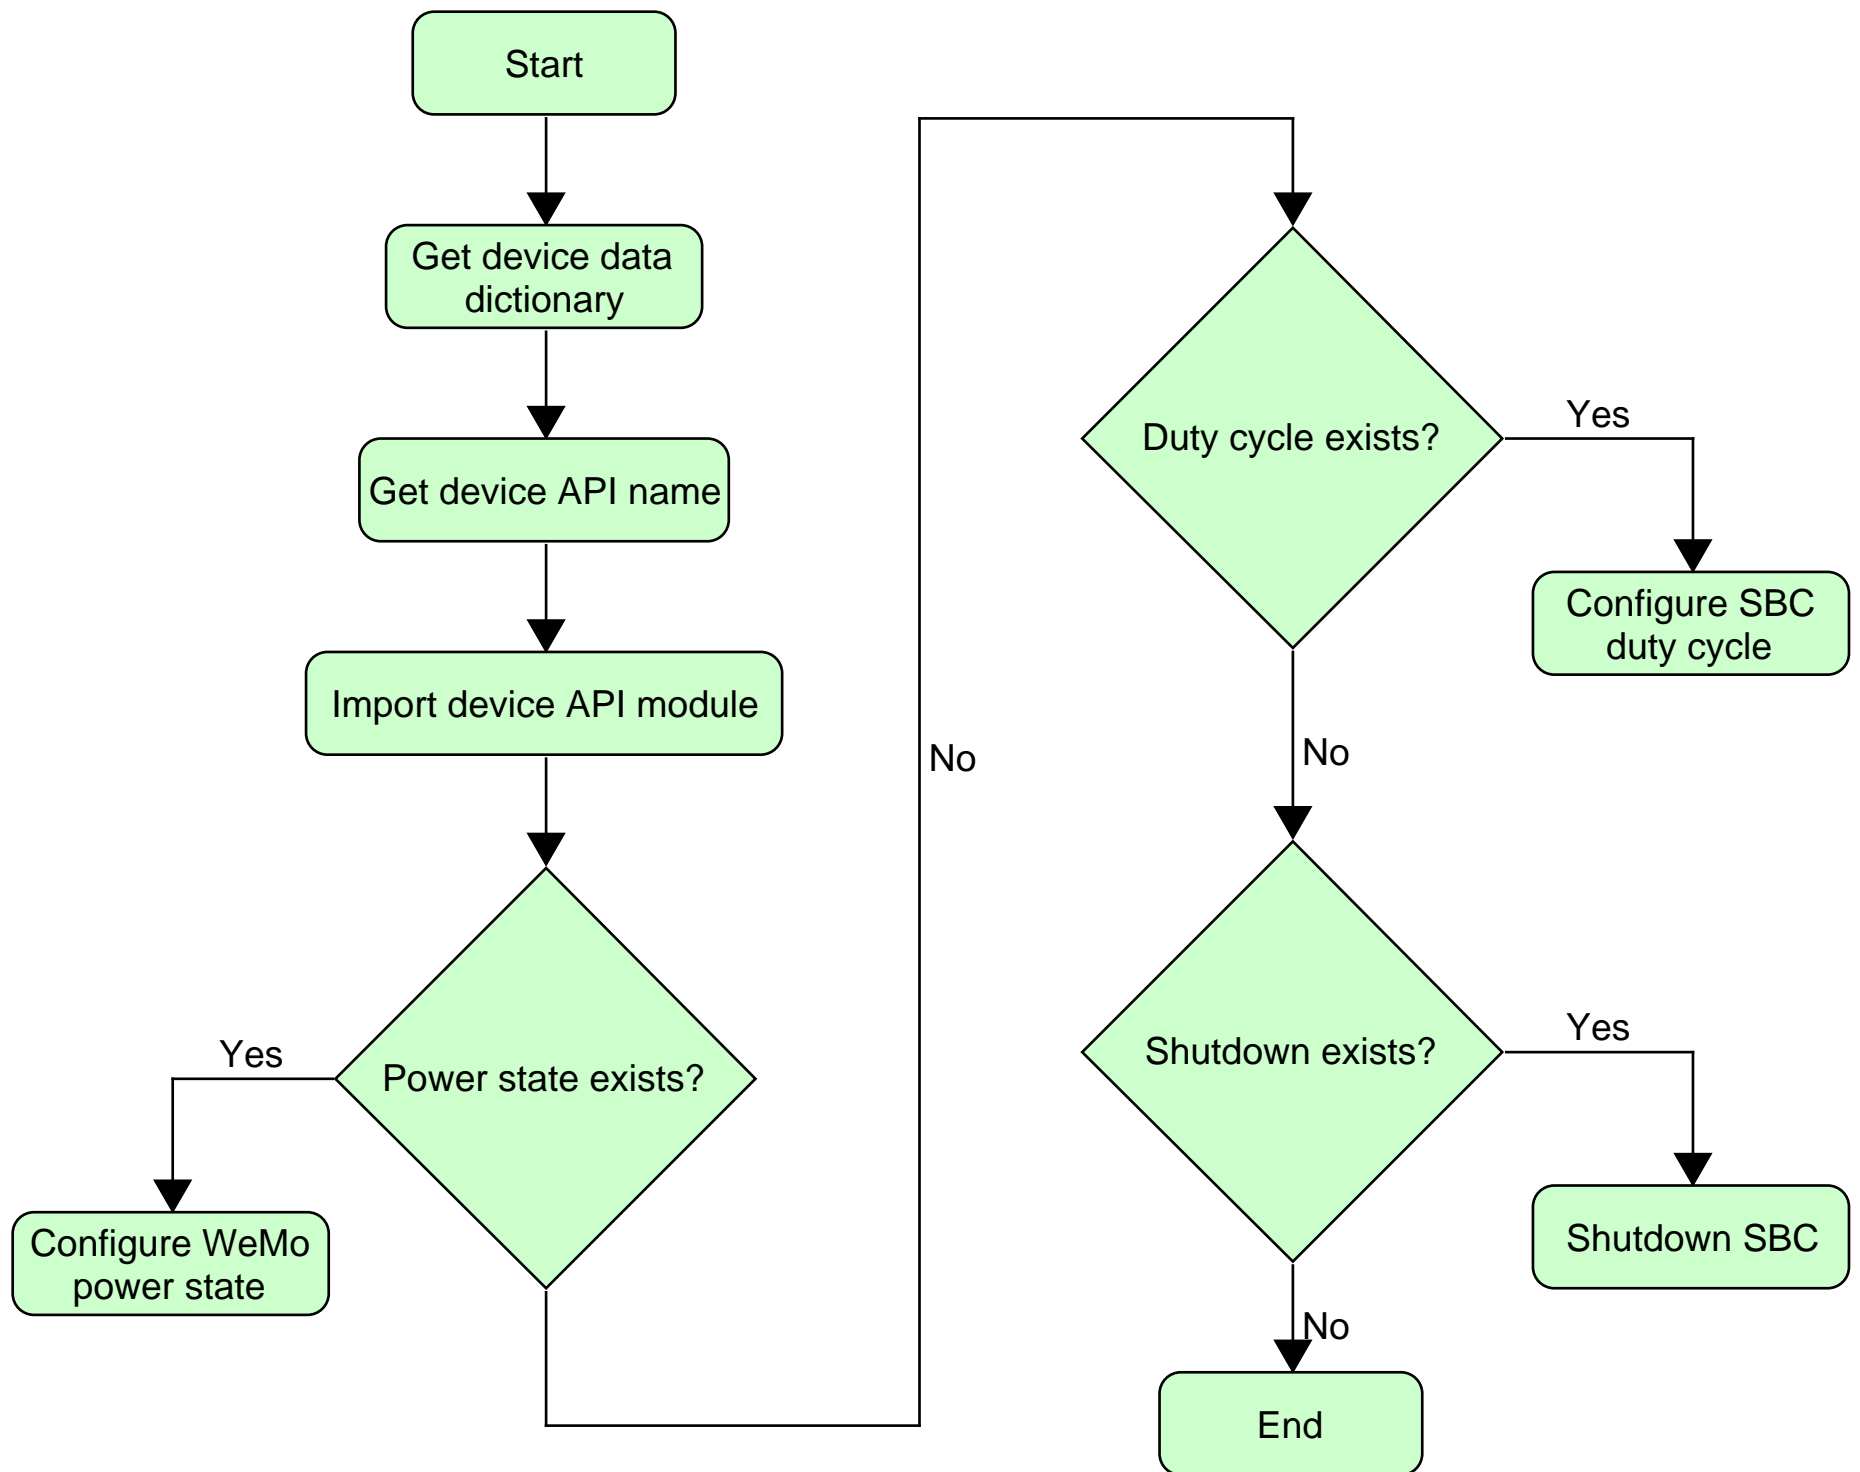 Start
Get device data
dictionary
Get device API name
Import device API module
Power state exists?
Yes
Configure WeMo
power state
No
Duty cycle exists?
Yes
Configure SBC
duty cycle
No
Shutdown exists?
Yes
Shutdown SBC
No
End